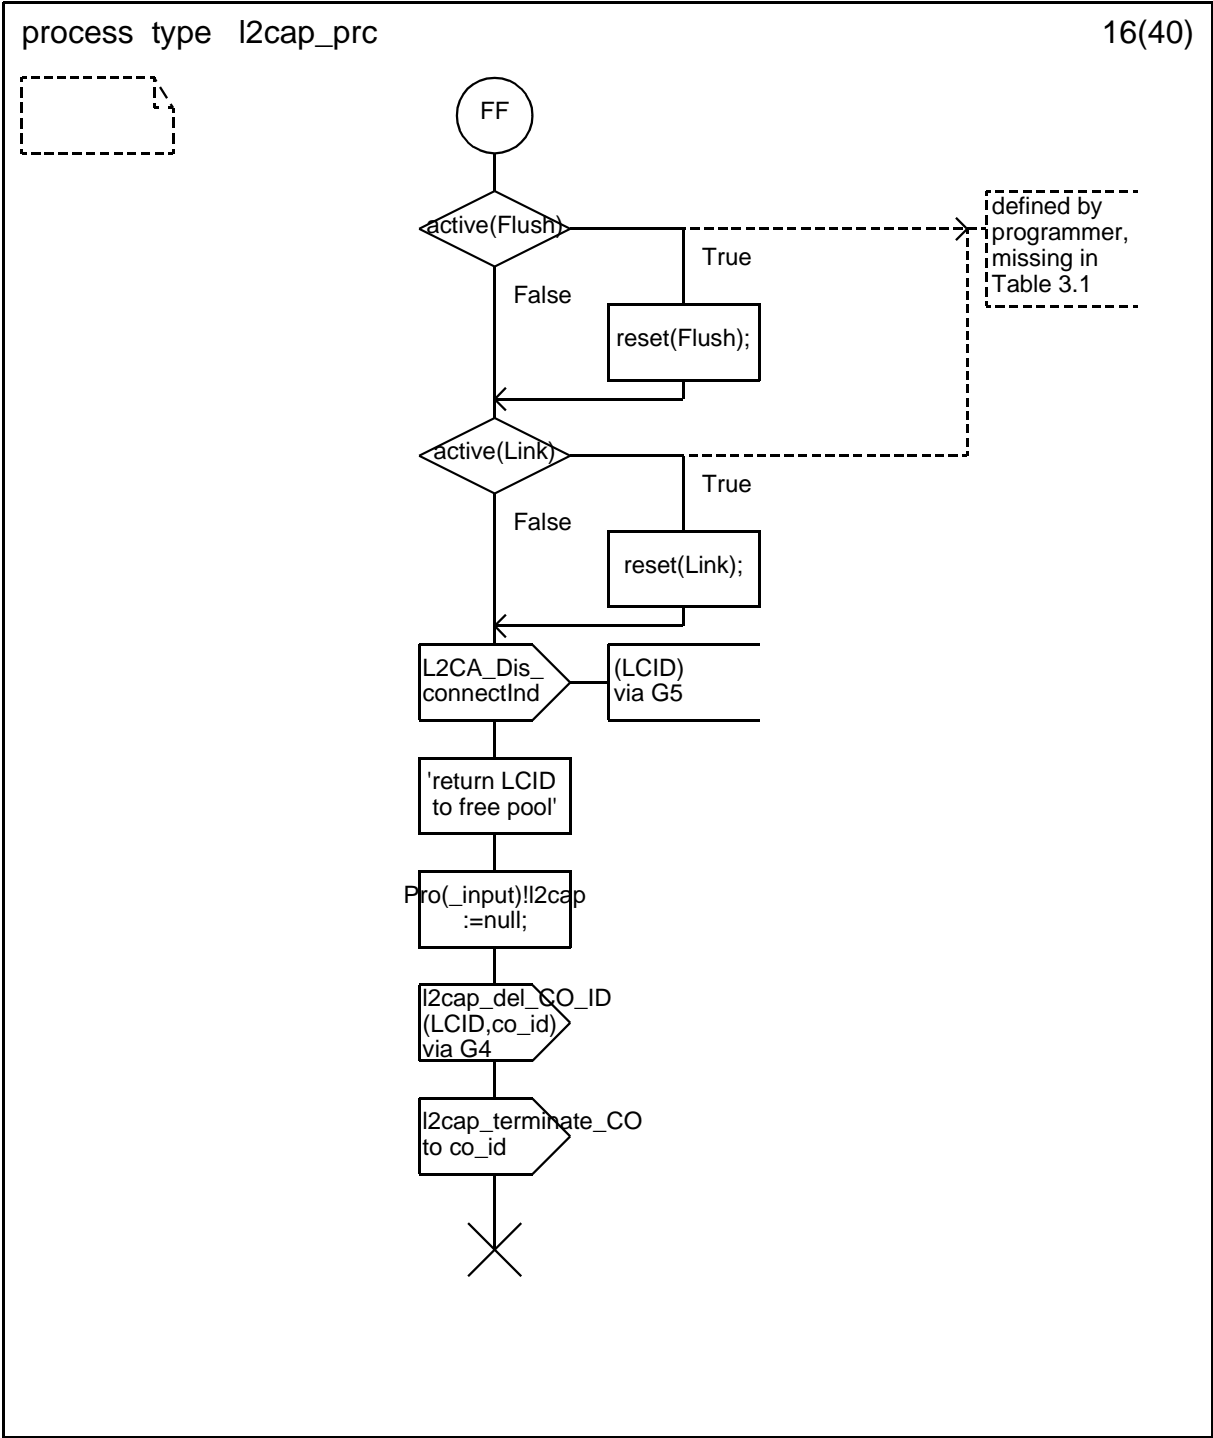 process type l2cap_prc
16(40)
FF
active(Flush)
defined by
programmer,
missing in
Table 3.1
True
False
reset(Flush);
active(Link)
True
False
reset(Link);
L2CA_Dis_
connectInd
(LCID)
via G5
'return LCID
to free pool'
Pro(_input)!l2cap
:=null;
l2cap_del_CO_ID
(LCID,co_id)
via G4
l2cap_terminate_CO
to co_id